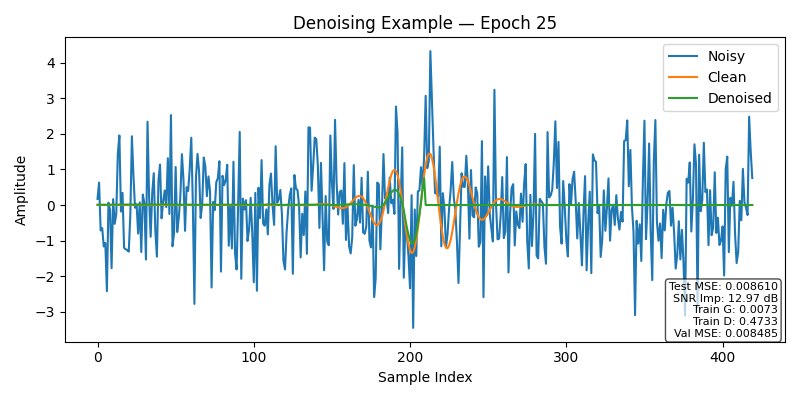 Denoising Example — Epoch 25
Noisy
Clean
Denoised
Amplitude
4
3
2
1
0
−1
−2
−3
Test MSE: 0.008610
SNR Imp: 12.97 dB
Train G: 0.0073
Train D: 0.4733
Val MSE: 0.008485
0
100
200
300
400
Sample Index